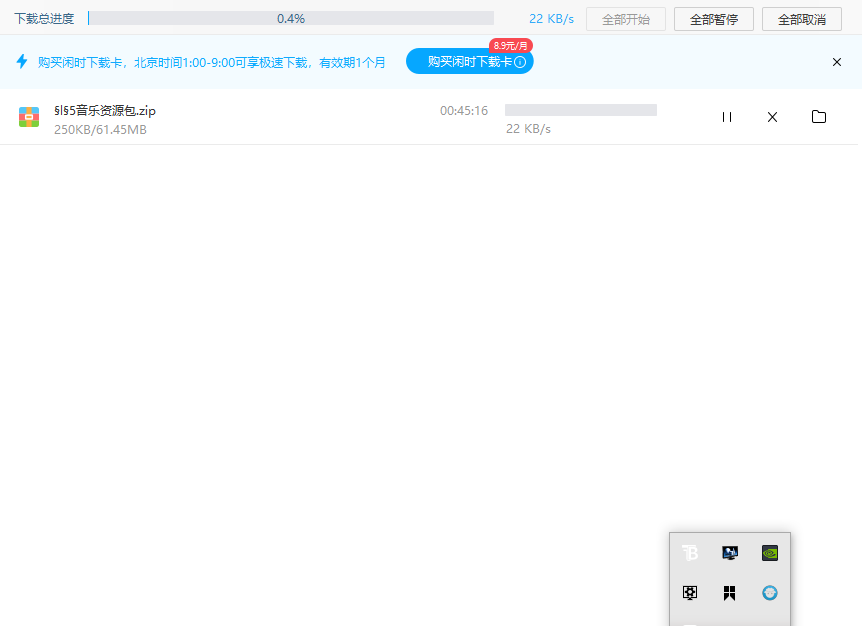 下载总进度 0.4% 22 KB/s 全部开始 全部暂停 全部取消
8.9元/月
购买闲时下载卡，北京时间1:00-9:00可享极速下载，有效期1个月 购买闲时下载卡
§l§5音乐资源包.zip 00:45:16
250KB/61.45MB 22 KB/s